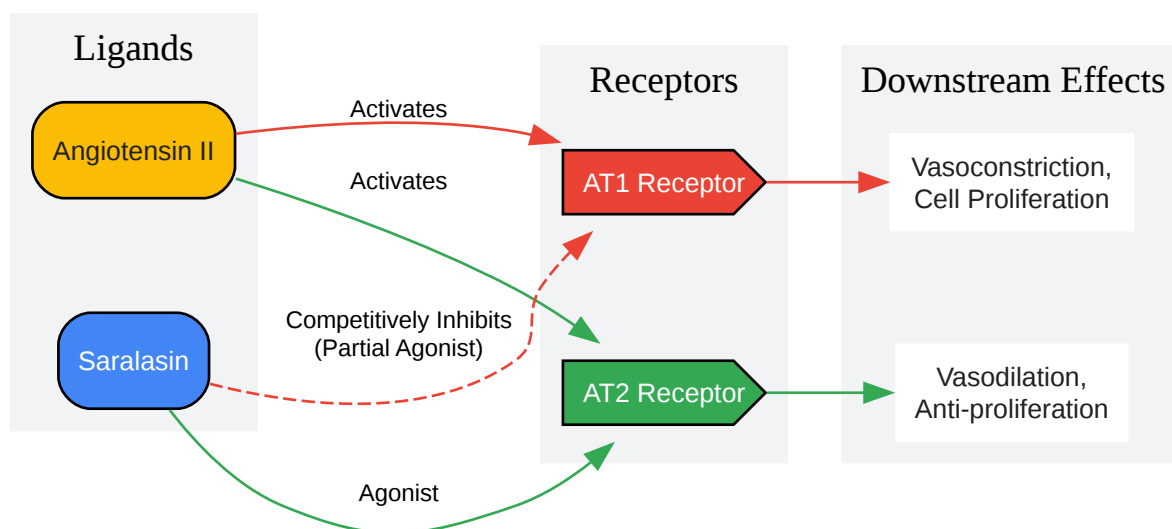 Ligands
Receptors
Downstream Effects
Angiotensin II
Activates
Activates
AT1 Receptor
Vasoconstriction,
Cell Proliferation
Saralasin
Competitively Inhibits
(Partial Agonist)
AT2 Receptor
Vasodilation,
Anti-proliferation
Agonist